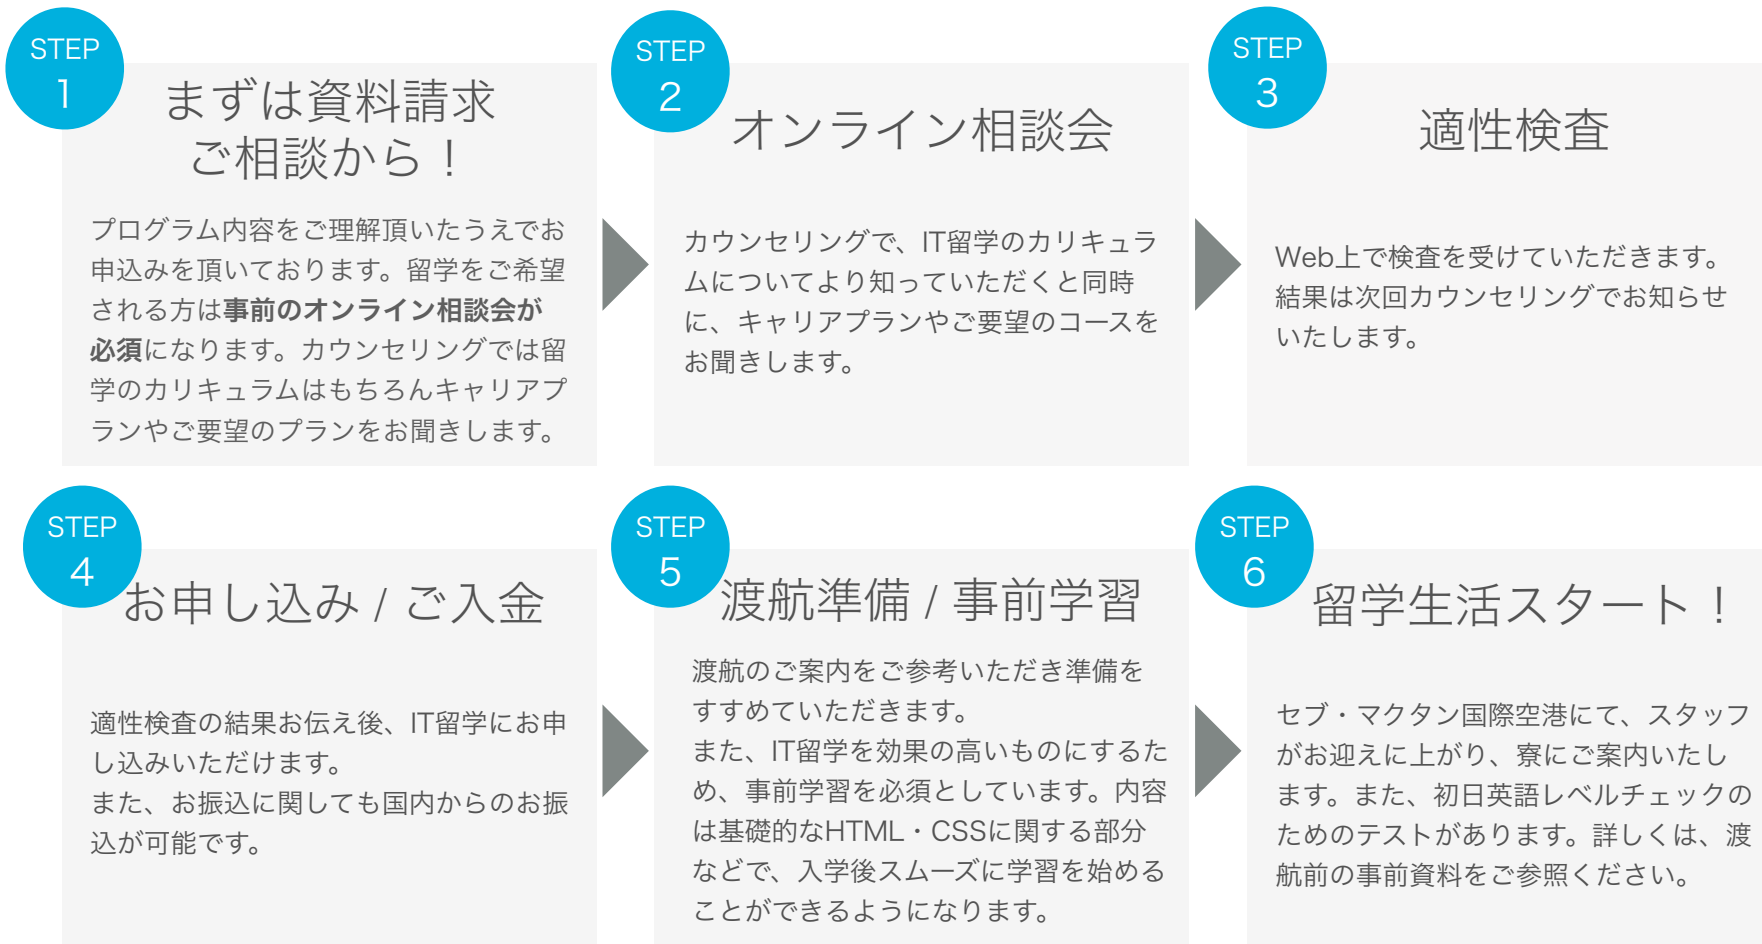 STEP
1
まずは資料請求
ご相談から！
プログラム内容をご理解頂いたうえでお
申込みを頂いております。留学をご希望
される方は事前のオンライン相談会が
必須になります。カウンセリングでは留
学のカリキュラムはもちろんキャリアプ
ランやご要望のプランをお聞きします。
STEP
2
オンライン相談会
カウンセリングで、IT留学のカリキュラ
ムについてより知っていただくと同時
に、キャリアプランやご要望のコースを
お聞きします。
STEP
3
適性検査
Web上で検査を受けていただきます。
結果は次回カウンセリングでお知らせ
いたします。
STEP
4
お申し込み / ご入金
適性検査の結果お伝え後、IT留学にお申
し込みいただけます。
また、お振込に関しても国内からのお振
込が可能です。
STEP
5
渡航準備 / 事前学習
渡航のご案内をご参考いただき準備を
すすめていただきます。
また、IT留学を効果の高いものにするた
め、事前学習を必須としています。内容
は基礎的なHTML・CSSに関する部分
などで、入学後スムーズに学習を始める
ことができるようになります。
STEP
6
留学生活スタート！
セブ・マクタン国際空港にて、スタッフ
がお迎えに上がり、寮にご案内いたし
ます。また、初日英語レベルチェックの
ためのテストがあります。詳しくは、渡
航前の事前資料をご参照ください。